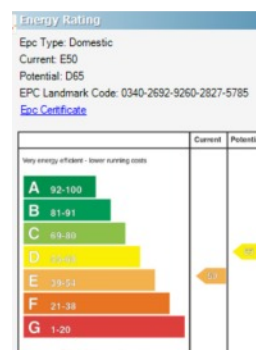 Energy Rating
Epc Type: Domestic
Current: E50
Potential: D65
EPC Landmark Code: 0340-2692-9260-2827-5785
Epc Certificate
Current Potenti
Very energy efficient - lower running costs
A 92-100
B 81-91
C 69-80
D
E 39-54
F 21-38
G 1-20